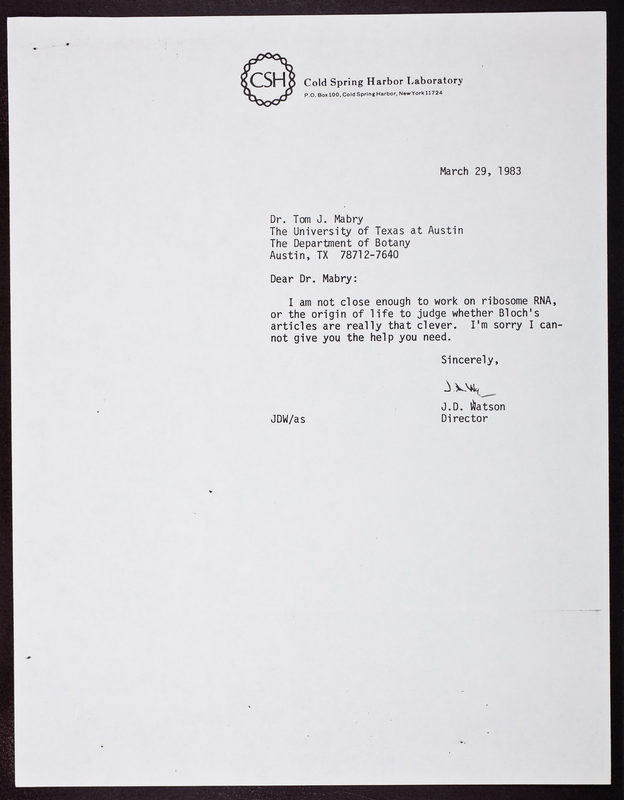 CSH
Cold Spring Harbor Laboratory
P.O. Box 100, Cold Spring Harbor, New York 11724
March 29, 1983
Dr. Tom J. Mabry
The University of Texas at Austin
The Department of Botany
Austin, TX 78712-7640
Dear Dr. Mabry:
I am not close enough to work on ribosome RNA,
or the origin of life to judge whether Bloch's
articles are really that clever. I'm sorry I can-
not give you the help you need.
Sincerely,
J.D. Watson
JDW/as
Director